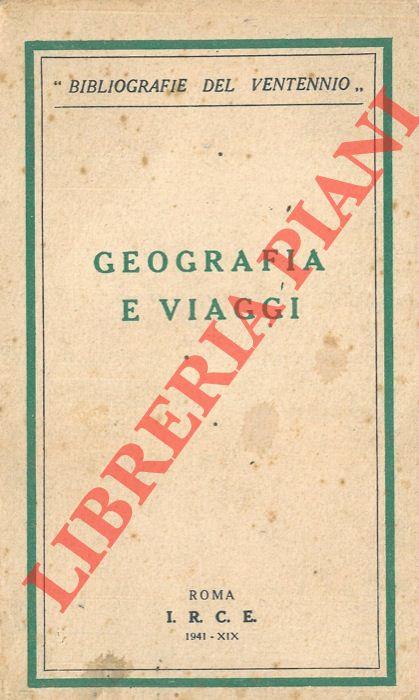 “ BIBLIOGRAFIE DEL VENTENNIO „
GEOGRAFIA
E VIAGGI
ROMA
I. R. C. E.
1941 - XIX
LIBRERIA PIANI